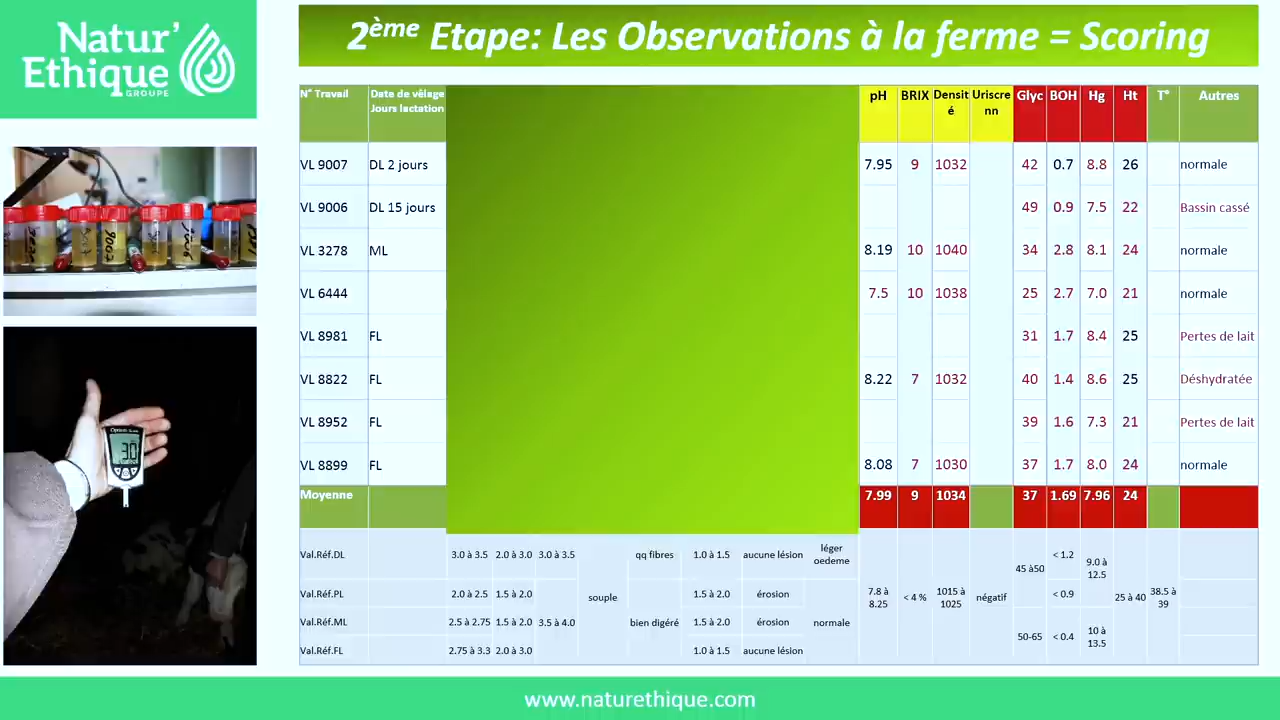 Natur'
Ethique
GROUPE
2ème Etape: Les Observations à la ferme = Scoring
N° Travail Date de vêlage Jours lactation pH BRIX Densité Uriscrenn Glyc BOH Hg Ht T° Autres
VL 9007 DL 2 jours 7.95 9 1032 42 0.7 8.8 26 normale
VL 9006 DL 15 jours 49 0.9 7.5 22 Bassin cassé
VL 3278 ML 8.19 10 1040 34 2.8 8.1 24 normale
VL 6444 7.5 10 1038 25 2.7 7.0 21 normale
VL 8981 FL 31 1.7 8.4 25 Pertes de lait
VL 8822 FL 8.22 7 1032 40 1.4 8.6 25 Déshydratée
VL 8952 FL 39 1.6 7.3 21 Pertes de lait
VL 8899 FL 8.08 7 1030 37 1.7 8.0 24 normale
Moyenne 7.99 9 1034 37 1.69 7.96 24
Val.Réf.DL 3.0 à 3.5 2.0 à 3.0 3.0 à 3.5 souple qq fibres 1.0 à 1.5 aucune lésion léger oedeme 7.8 à 8.25 < 4 % 1015 à 1025 négatif 45 à50 < 1.2 9.0 à 12.5 25 à 40 38.5 à 39
Val.Réf.PL 2.0 à 2.5 1.5 à 2.0 1.5 à 2.0 érosion < 0.9
Val.Réf.ML 2.5 à 2.75 1.5 à 2.0 3.5 à 4.0 bien digéré 1.5 à 2.0 érosion normale 50-65 < 0.4 10 à 13.5
Val.Réf.FL 2.75 à 3.3 2.0 à 3.0 1.0 à 1.5 aucune lésion
30
www.naturethique.com